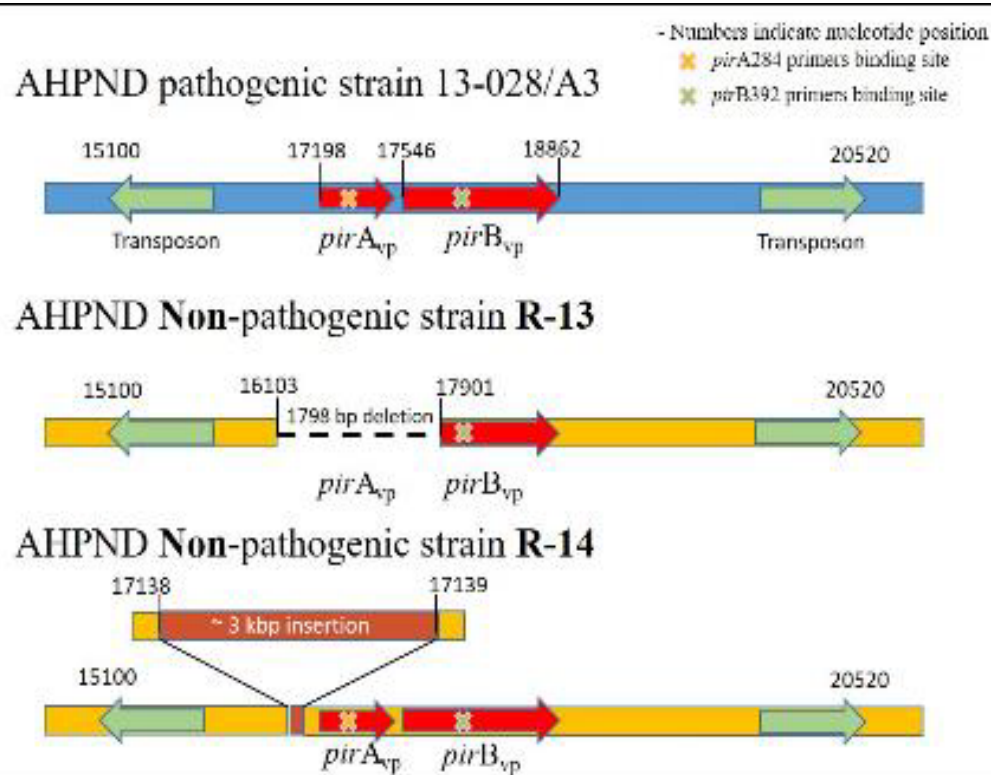 - Numbers indicate nucleotide position
pirA284 primers binding site
pirB392 primers binding site
AHPND pathogenic strain 13-028/A3
15100 17198 17546 18862 20520
Transposon pirAvp pirBvp Transposon
AHPND Non-pathogenic strain R-13
15100 16103 17901 20520
1798 bp deletion
pirAvp pirBvp
AHPND Non-pathogenic strain R-14
17138 17139
~ 3 kbp insertion
15100 20520
pirAvp pirBvp